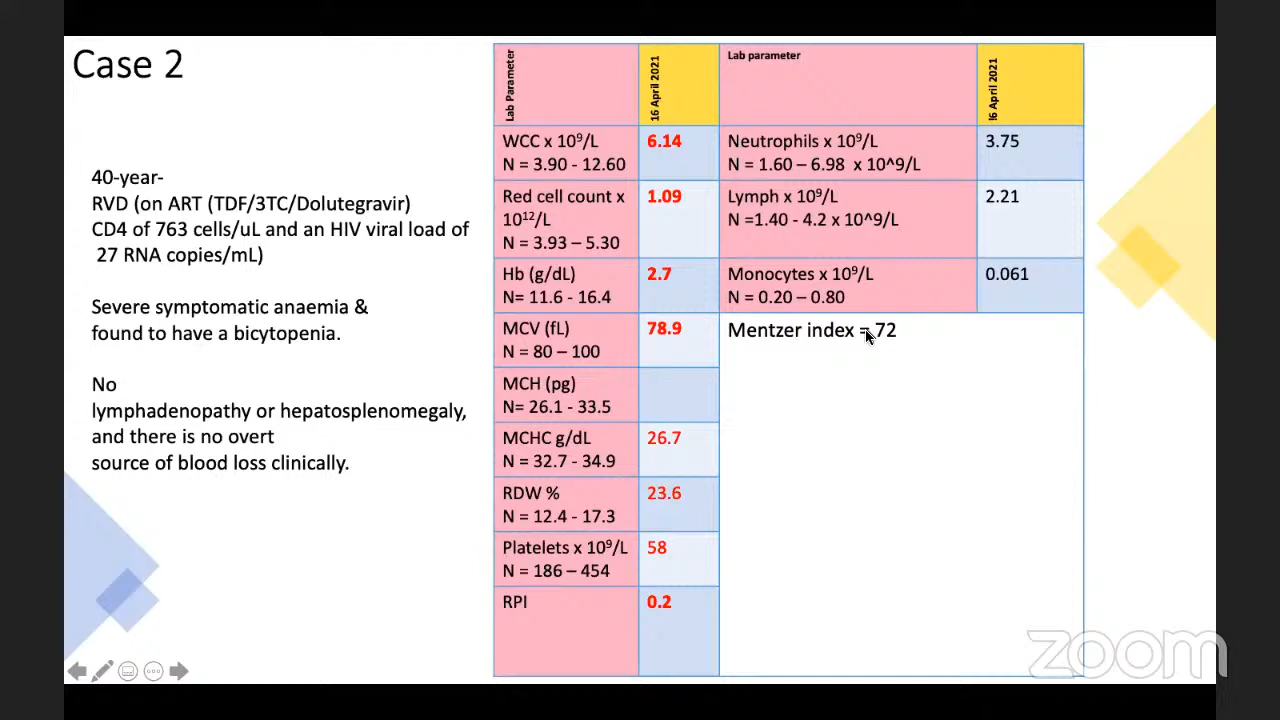 Case 2
40-year-
RVD (on ART (TDF/3TC/Dolutegravir)
CD4 of 763 cells/uL and an HIV viral load of
27 RNA copies/mL)
Severe symptomatic anaemia &
found to have a bicytopenia.
No
lymphadenopathy or hepatosplenomegaly,
and there is no overt
source of blood loss clinically.
Lab Parameter
16 April 2021
Lab parameter
16 April 2021
WCC x 10⁹/L
N = 3.90 - 12.60
6.14
Neutrophils x 10⁹/L
N = 1.60 – 6.98 x 10^9/L
3.75
Red cell count x
10¹²/L
N = 3.93 – 5.30
1.09
Lymph x 10⁹/L
N =1.40 - 4.2 x 10^9/L
2.21
Hb (g/dL)
N= 11.6 - 16.4
2.7
Monocytes x 10⁹/L
N = 0.20 – 0.80
0.061
MCV (fL)
N = 80 – 100
78.9
Mentzer index = 72
MCH (pg)
N= 26.1 - 33.5
MCHC g/dL
N = 32.7 - 34.9
26.7
RDW %
N = 12.4 - 17.3
23.6
Platelets x 10⁹/L
N = 186 – 454
58
RPI
0.2
zoom